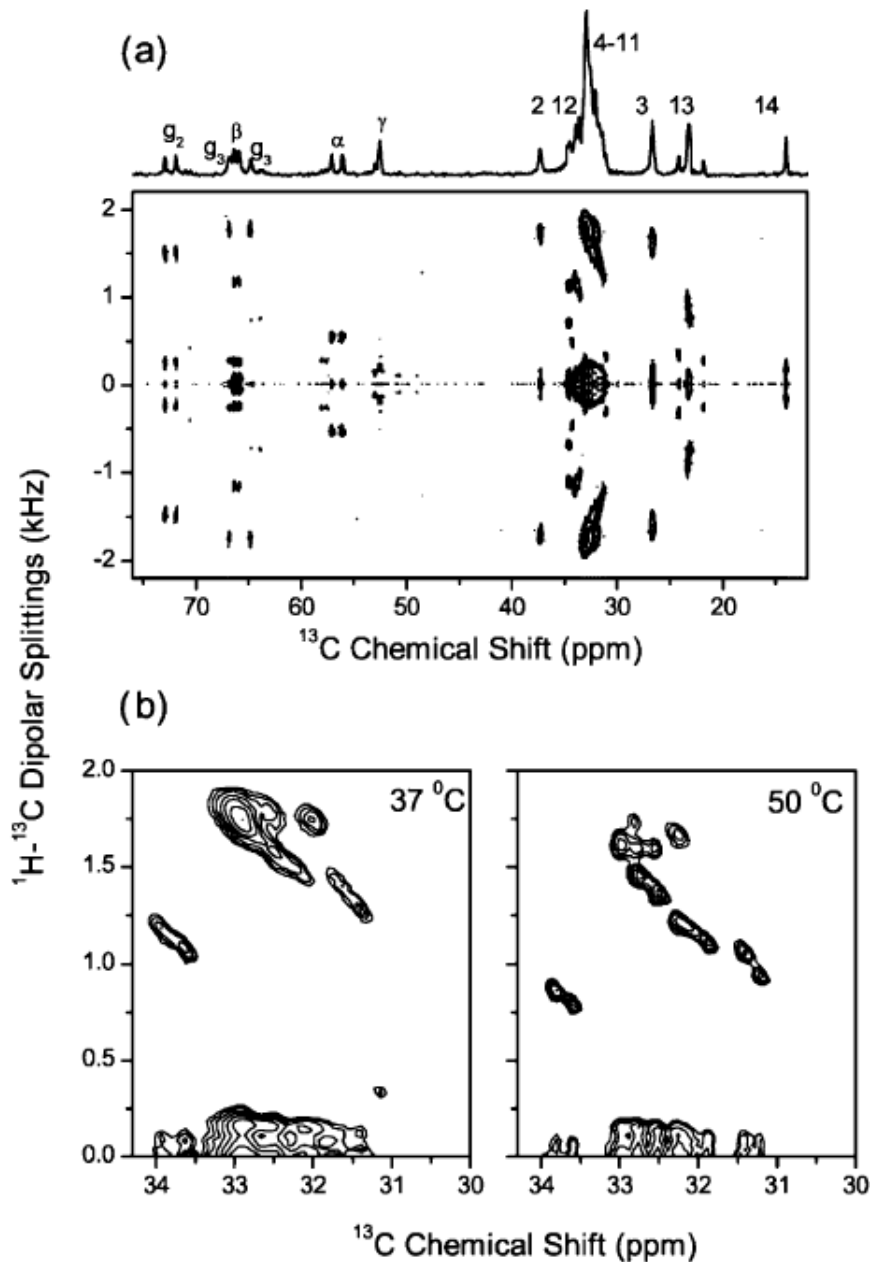 (a)
4-11
2 12 3 13 14
g₂ g₃ β g₃ α γ
2
1
0
-1
-2
70 60 50 40 30 20
¹³C Chemical Shift (ppm)
¹H-¹³C Dipolar Splittings (kHz)
(b)
2.0
1.5
1.0
0.5
0.0
37 ⁰C
50 ⁰C
34 33 32 31 30
34 33 32 31 30
¹³C Chemical Shift (ppm)